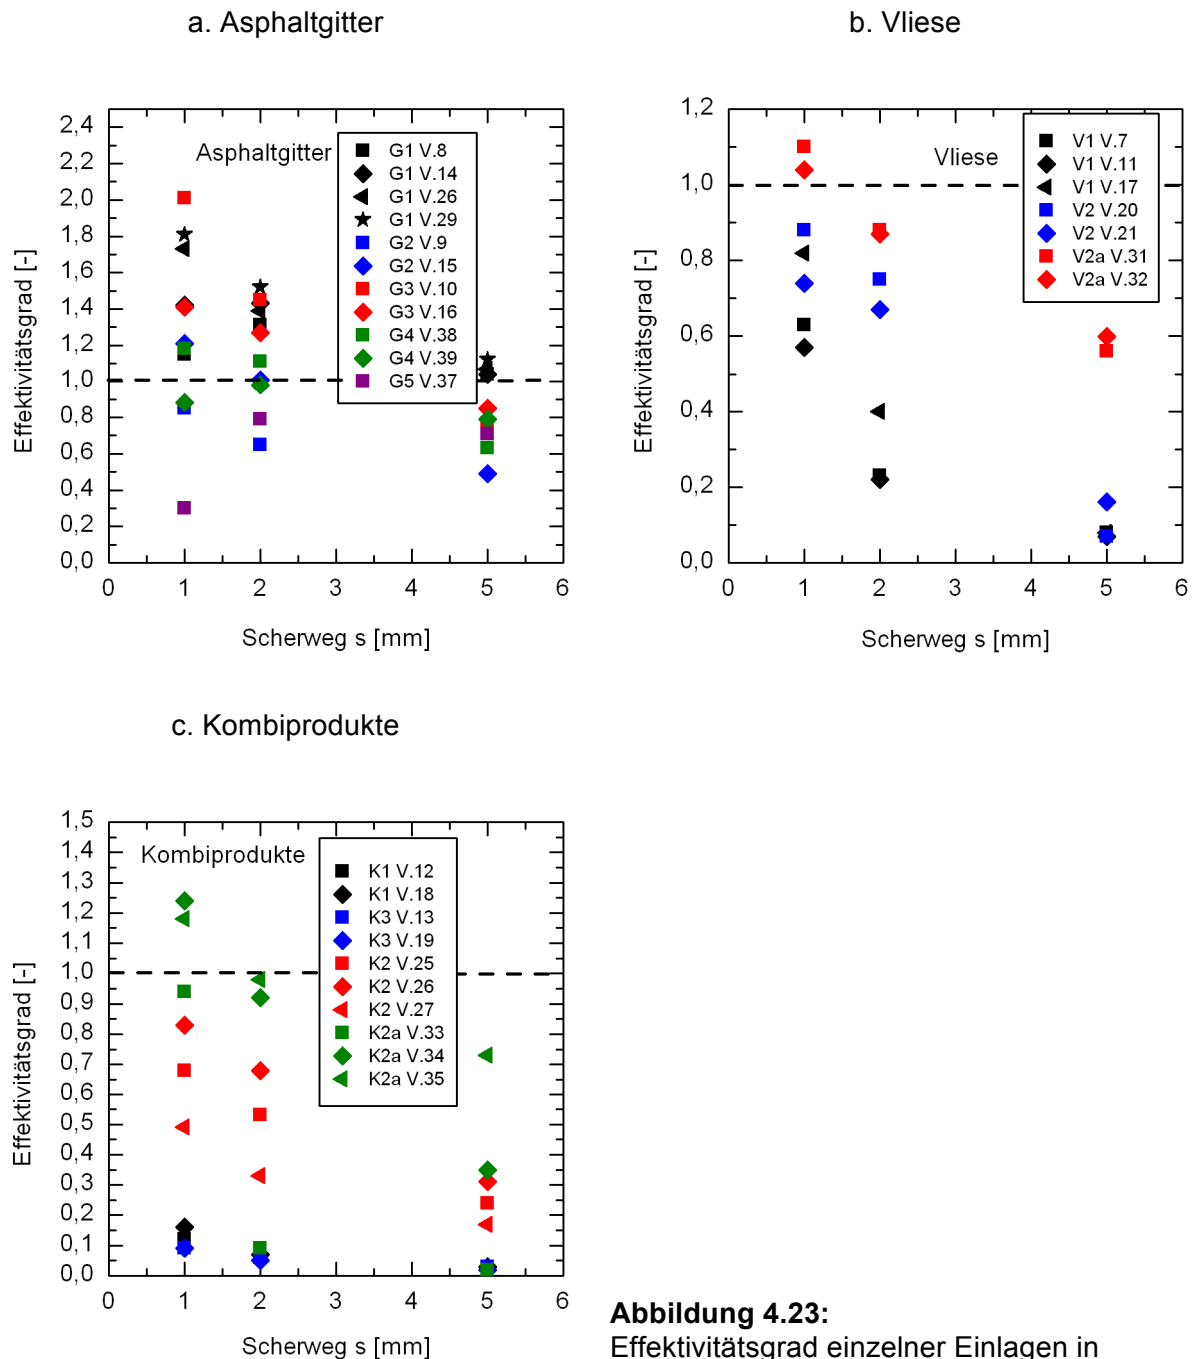 a. Asphaltgitter
b. Vliese
Effektivitätsgrad [-]
2,4
2,2
2,0
1,8
1,6
1,4
1,2
1,0
0,8
0,6
0,4
0,2
0,0
Asphaltgitter
G1 V.8
G1 V.14
G1 V.26
G1 V.29
G2 V.9
G2 V.15
G3 V.10
G3 V.16
G4 V.38
G4 V.39
G5 V.37
0 1 2 3 4 5 6
Scherweg s [mm]
Effektivitätsgrad [-]
1,2
1,0
0,8
0,6
0,4
0,2
0,0
Vliese
V1 V.7
V1 V.11
V1 V.17
V2 V.20
V2 V.21
V2a V.31
V2a V.32
0 1 2 3 4 5 6
Scherweg s [mm]
c. Kombiprodukte
Effektivitätsgrad [-]
1,5
1,4
1,3
1,2
1,1
1,0
0,9
0,8
0,7
0,6
0,5
0,4
0,3
0,2
0,1
0,0
Kombiprodukte
K1 V.12
K1 V.18
K3 V.13
K3 V.19
K2 V.25
K2 V.26
K2 V.27
K2a V.33
K2a V.34
K2a V.35
0 1 2 3 4 5 6
Scherweg s [mm]
Abbildung 4.23:
Effektivitätsgrad einzelner Einlagen in